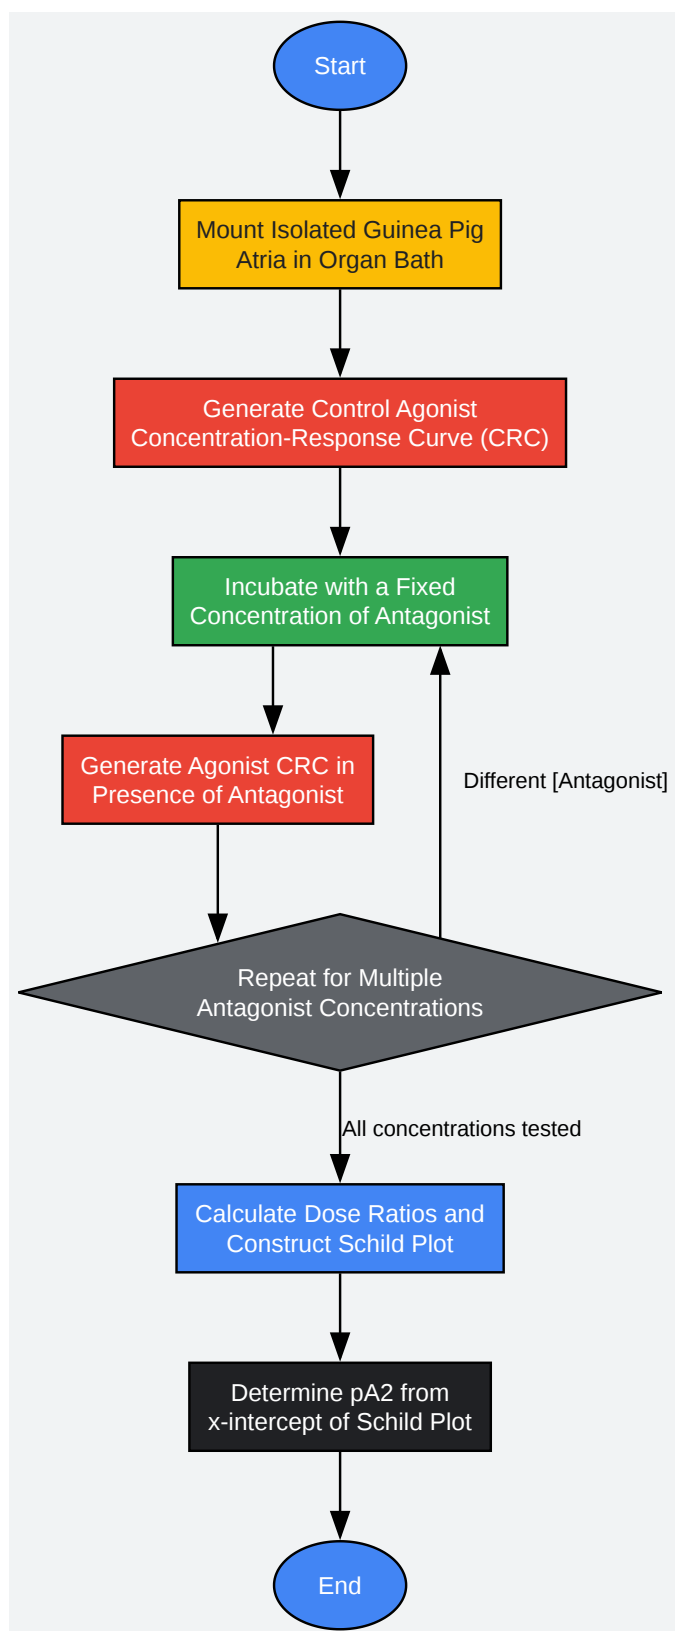 Start
Mount Isolated Guinea Pig
Atria in Organ Bath
Generate Control Agonist
Concentration-Response Curve (CRC)
Incubate with a Fixed
Concentration of Antagonist
Generate Agonist CRC in
Presence of Antagonist
Different [Antagonist]
Repeat for Multiple
Antagonist Concentrations
All concentrations tested
Calculate Dose Ratios and
Construct Schild Plot
Determine pA2 from
x-intercept of Schild Plot
End